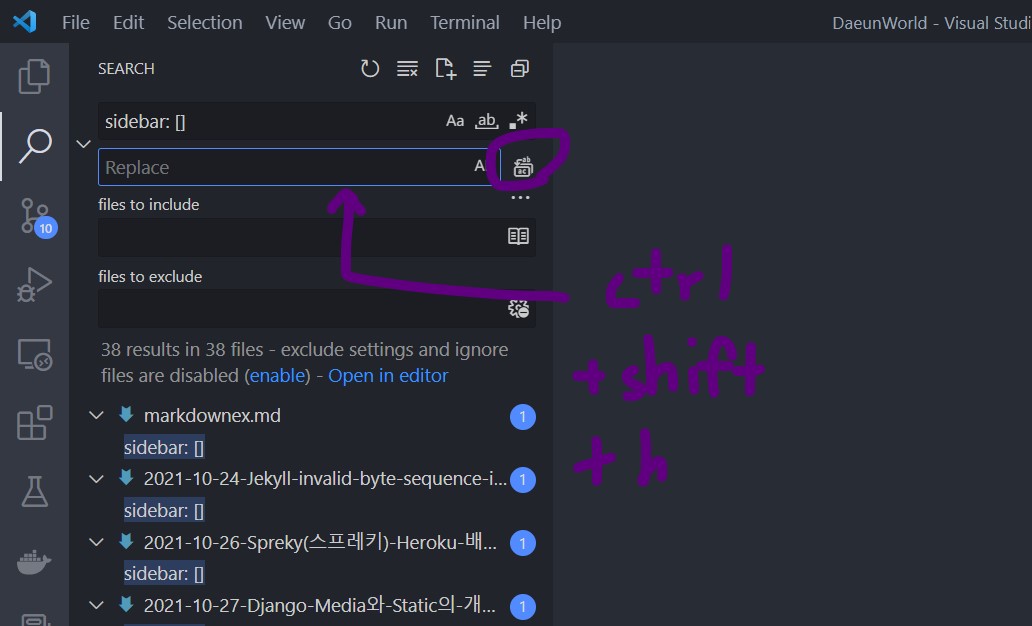 File Edit Selection View Go Run Terminal Help DaeunWorld - Visual Studi
SEARCH
sidebar: [] Aa ab
Replace
files to include
files to exclude
38 results in 38 files - exclude settings and ignore
files are disabled (enable) - Open in editor
markdownex.md 1
sidebar: []
2021-10-24-Jekyll-invalid-byte-sequence-i... 1
sidebar: []
2021-10-26-Spreky(스프레키)-Heroku-배... 1
sidebar: []
2021-10-27-Django-Media와-Static의-개... 1
10
ctrl
+ shift
+ h